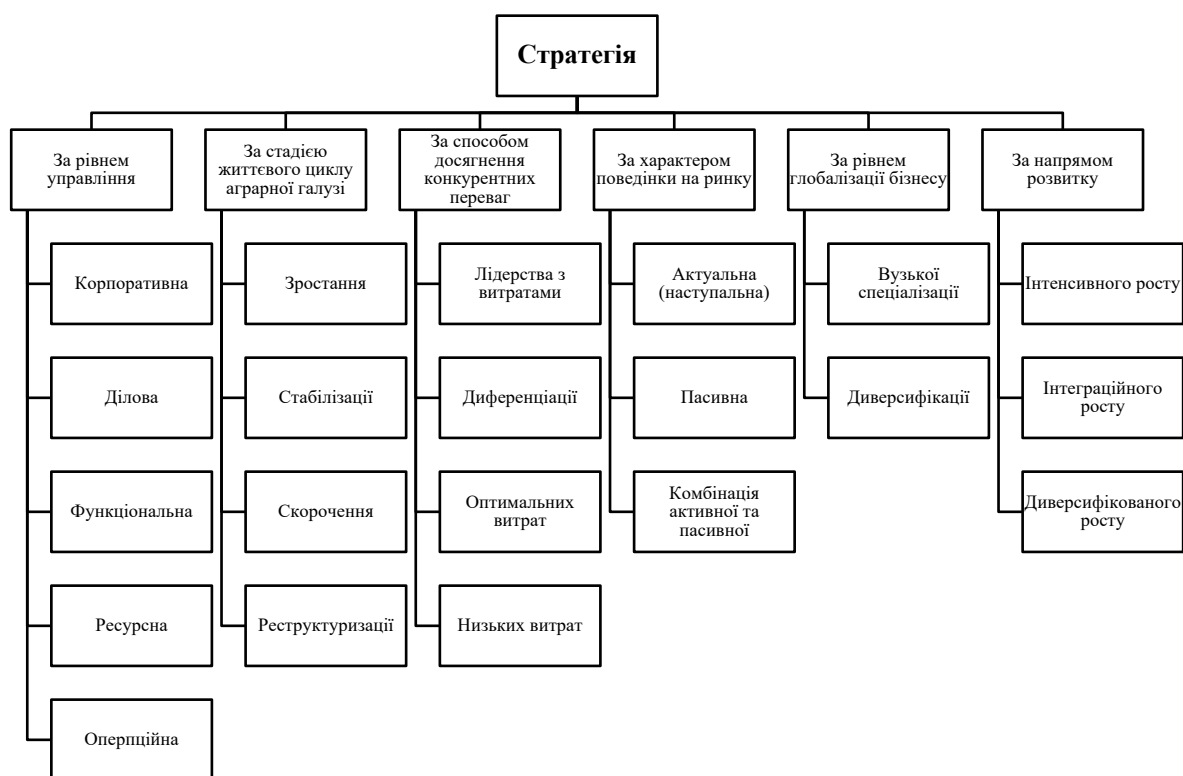 Стратегія
За рівнем
управління
Корпоративна
Ділова
Функціональна
Ресурсна
Оперпційна
За стадією
життєвого циклу
аграрної галузі
Зростання
Стабілізації
Скорочення
Реструктуризації
За способом
досягнення
конкурентних
переваг
Лідерства з
витратами
Диференціації
Оптимальних
витрат
Низьких витрат
За характером
поведінки на ринку
Актуальна
(наступальна)
Пасивна
Комбінація
активної та
пасивної
За рівнем
глобалізації бізнесу
Вузької
спеціалізації
Диверсифікації
За напрямом
розвитку
Інтенсивного росту
Інтеграційного
росту
Диверсифікованого
росту